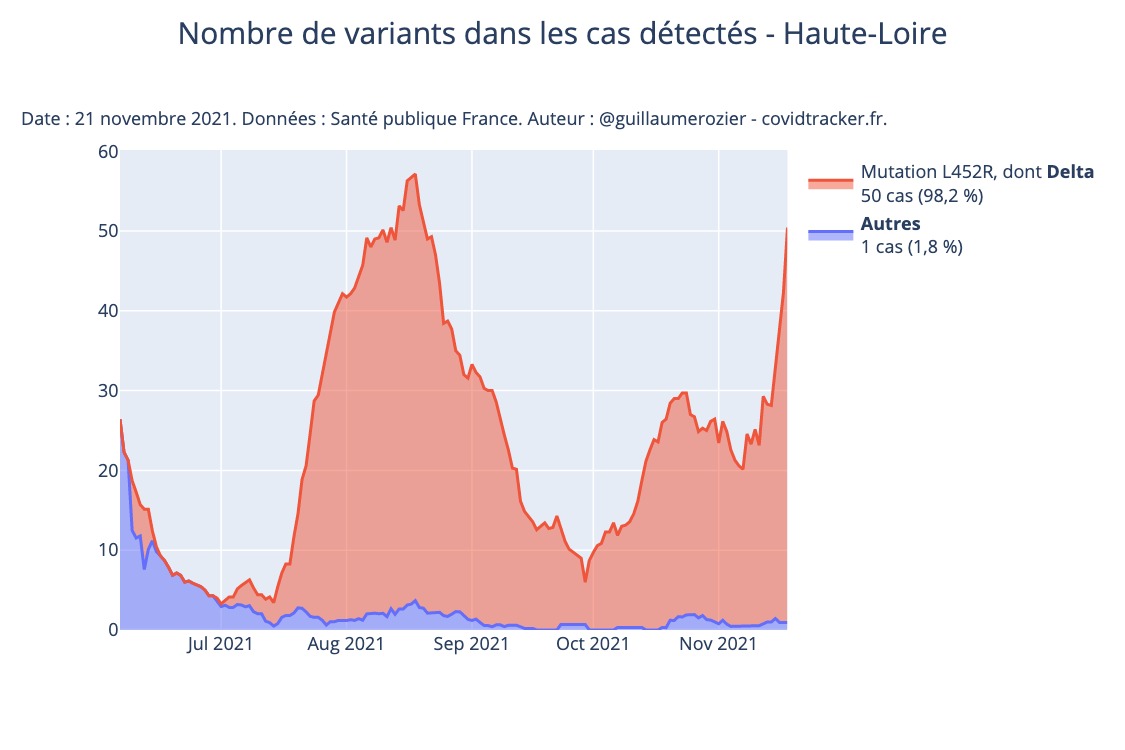 Nombre de variants dans les cas détectés - Haute-Loire
Date : 21 novembre 2021. Données : Santé publique France. Auteur : @guillaumerozier - covidtracker.fr.
60
50
40
30
20
10
0
Jul 2021
Aug 2021
Sep 2021
Oct 2021
Nov 2021
Mutation L452R, dont Delta
50 cas (98,2 %)
Autres
1 cas (1,8 %)